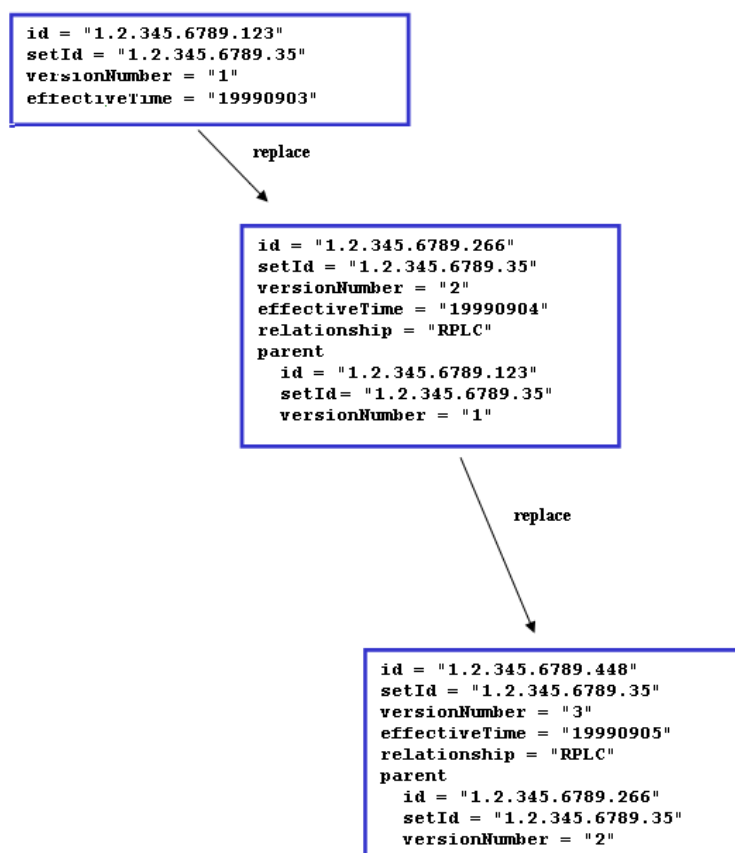 id = "1.2.345.6789.123"
setId = "1.2.345.6789.35"
versionNumber = "1"
effectiveTime = "19990903"
replace
id = "1.2.345.6789.266"
setId = "1.2.345.6789.35"
versionNumber = "2"
effectiveTime = "19990904"
relationship = "RPLC"
parent
id = "1.2.345.6789.123"
setId= "1.2.345.6789.35"
versionNumber = "1"
replace
id = "1.2.345.6789.448"
setId = "1.2.345.6789.35"
versionNumber = "3"
effectiveTime = "19990905"
relationship = "RPLC"
parent
id = "1.2.345.6789.266"
setId = "1.2.345.6789.35"
versionNumber = "2"